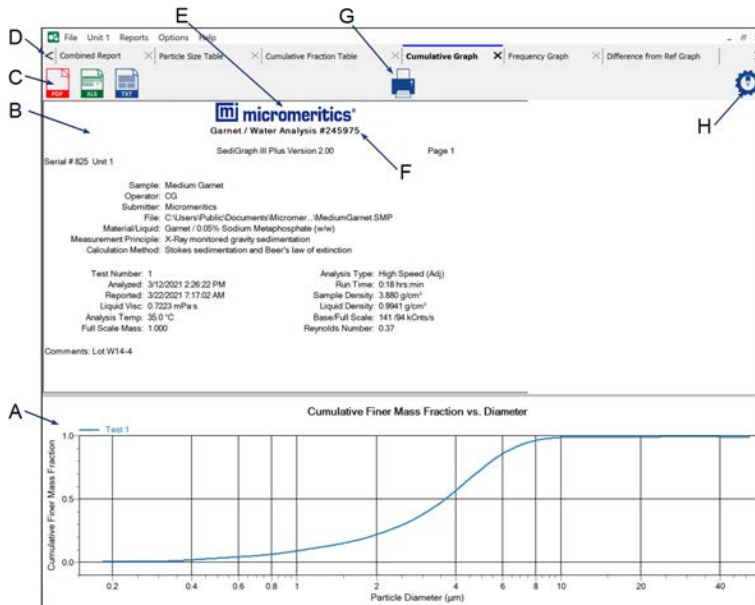 E
G
File Unit 1 Reports Options Help
D
Combined Report Particle Size Table Cumulative Fraction Table Cumulative Graph Frequency Graph Difference from Ref Graph
C
PDF XLS TXT
H
B
mi micromeritics®
Garnet / Water Analysis #245975
F
SediGraph III Plus Version 2.00 Page 1
Serial # 825 Unit 1
Sample: Medium Garnet
Operator: CG
Submitter: Micromeritics
File: C:\Users\Public\Documents\Micromer...\MediumGarnet.SMP
Material/Liquid: Garnet / 0.05% Sodium Metaphosphate (w/w)
Measurement Principle: X-Ray monitored gravity sedimentation
Calculation Method: Stokes sedimentation and Beer's law of extinction
Test Number: 1 Analysis Type: High Speed (Adj)
Analyzed: 3/12/2021 2:26:22 PM Run Time: 0:18 hrs:min
Reported: 3/22/2021 7:17:02 AM Sample Density: 3.880 g/cm³
Liquid Visc: 0.7223 mPa·s Liquid Density: 0.9941 g/cm³
Analysis Temp: 35.0 °C Base/Full Scale: 141 /94 kCnts/s
Full Scale Mass: 1.000 Reynolds Number: 0.37
Comments: Lot W14-4
A
Cumulative Finer Mass Fraction vs. Diameter
Test 1
Cumulative Finer Mass Fraction
1.0
0.5
0.0
0.2 0.4 0.6 0.8 1 2 4 6 8 10 20 40
Particle Diameter (µm)